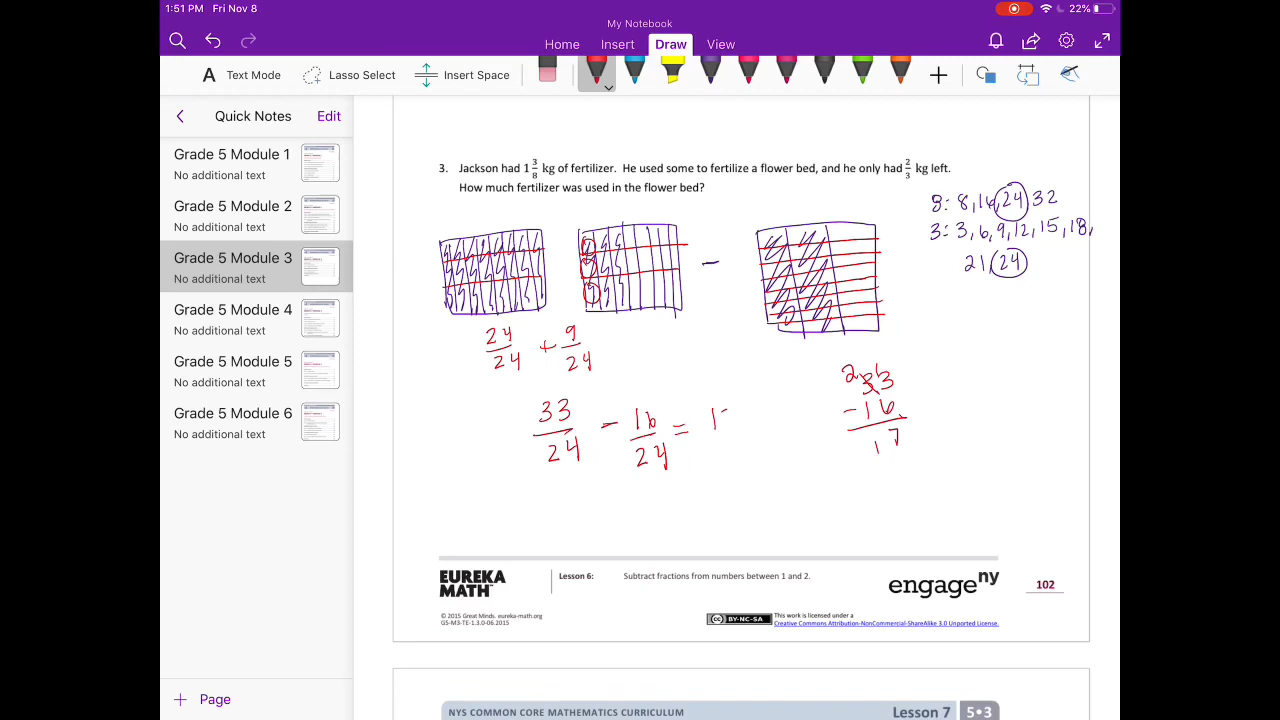 1:51 PM Fri Nov 8
22%
My Notebook
Home Insert Draw View
A Text Mode Lasso Select Insert Space
Quick Notes Edit
Grade 5 Module 1
No additional text
Grade 5 Module 2
No additional text
Grade 5 Module 3
No additional text
Grade 5 Module 4
No additional text
Grade 5 Module 5
No additional text
Grade 5 Module 6
No additional text
+ Page
3. Jackson had 1 3/8 kg of fertilizer. He used some to fertilize a flower bed, and he only had 2/3 kg left.
How much fertilizer was used in the flower bed?
8: 8, 16, 24, 32
3: 3, 6, 9, 12, 15, 18,
21, 24
−
24/24 + 9/24
33/24 − 16/24 = 1
2 1
33
-16
17
EUREKA MATH™
Lesson 6: Subtract fractions from numbers between 1 and 2.
engageny
102
© 2015 Great Minds. eureka-math.org
G5-M3-TE-1.3.0-06.2015
cc BY-NC-SA
This work is licensed under a
Creative Commons Attribution-NonCommercial-ShareAlike 3.0 Unported License.
NYS COMMON CORE MATHEMATICS CURRICULUM Lesson 7 5•3